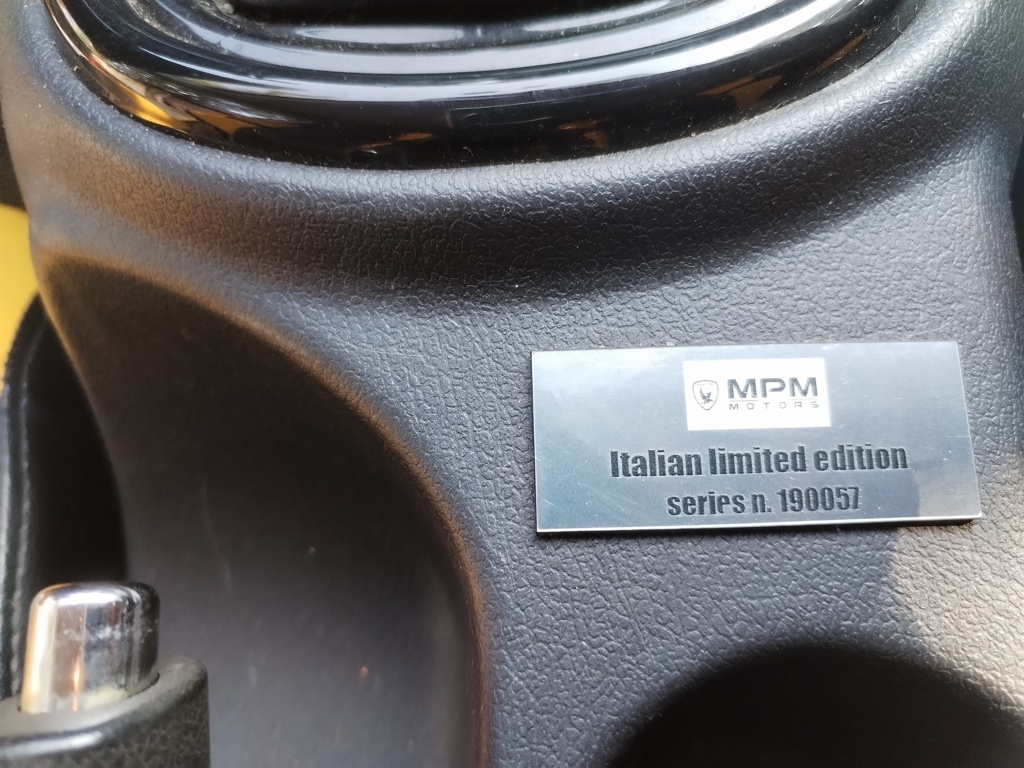 MPM
MOTORS
Italian limited edition
series n. 190057